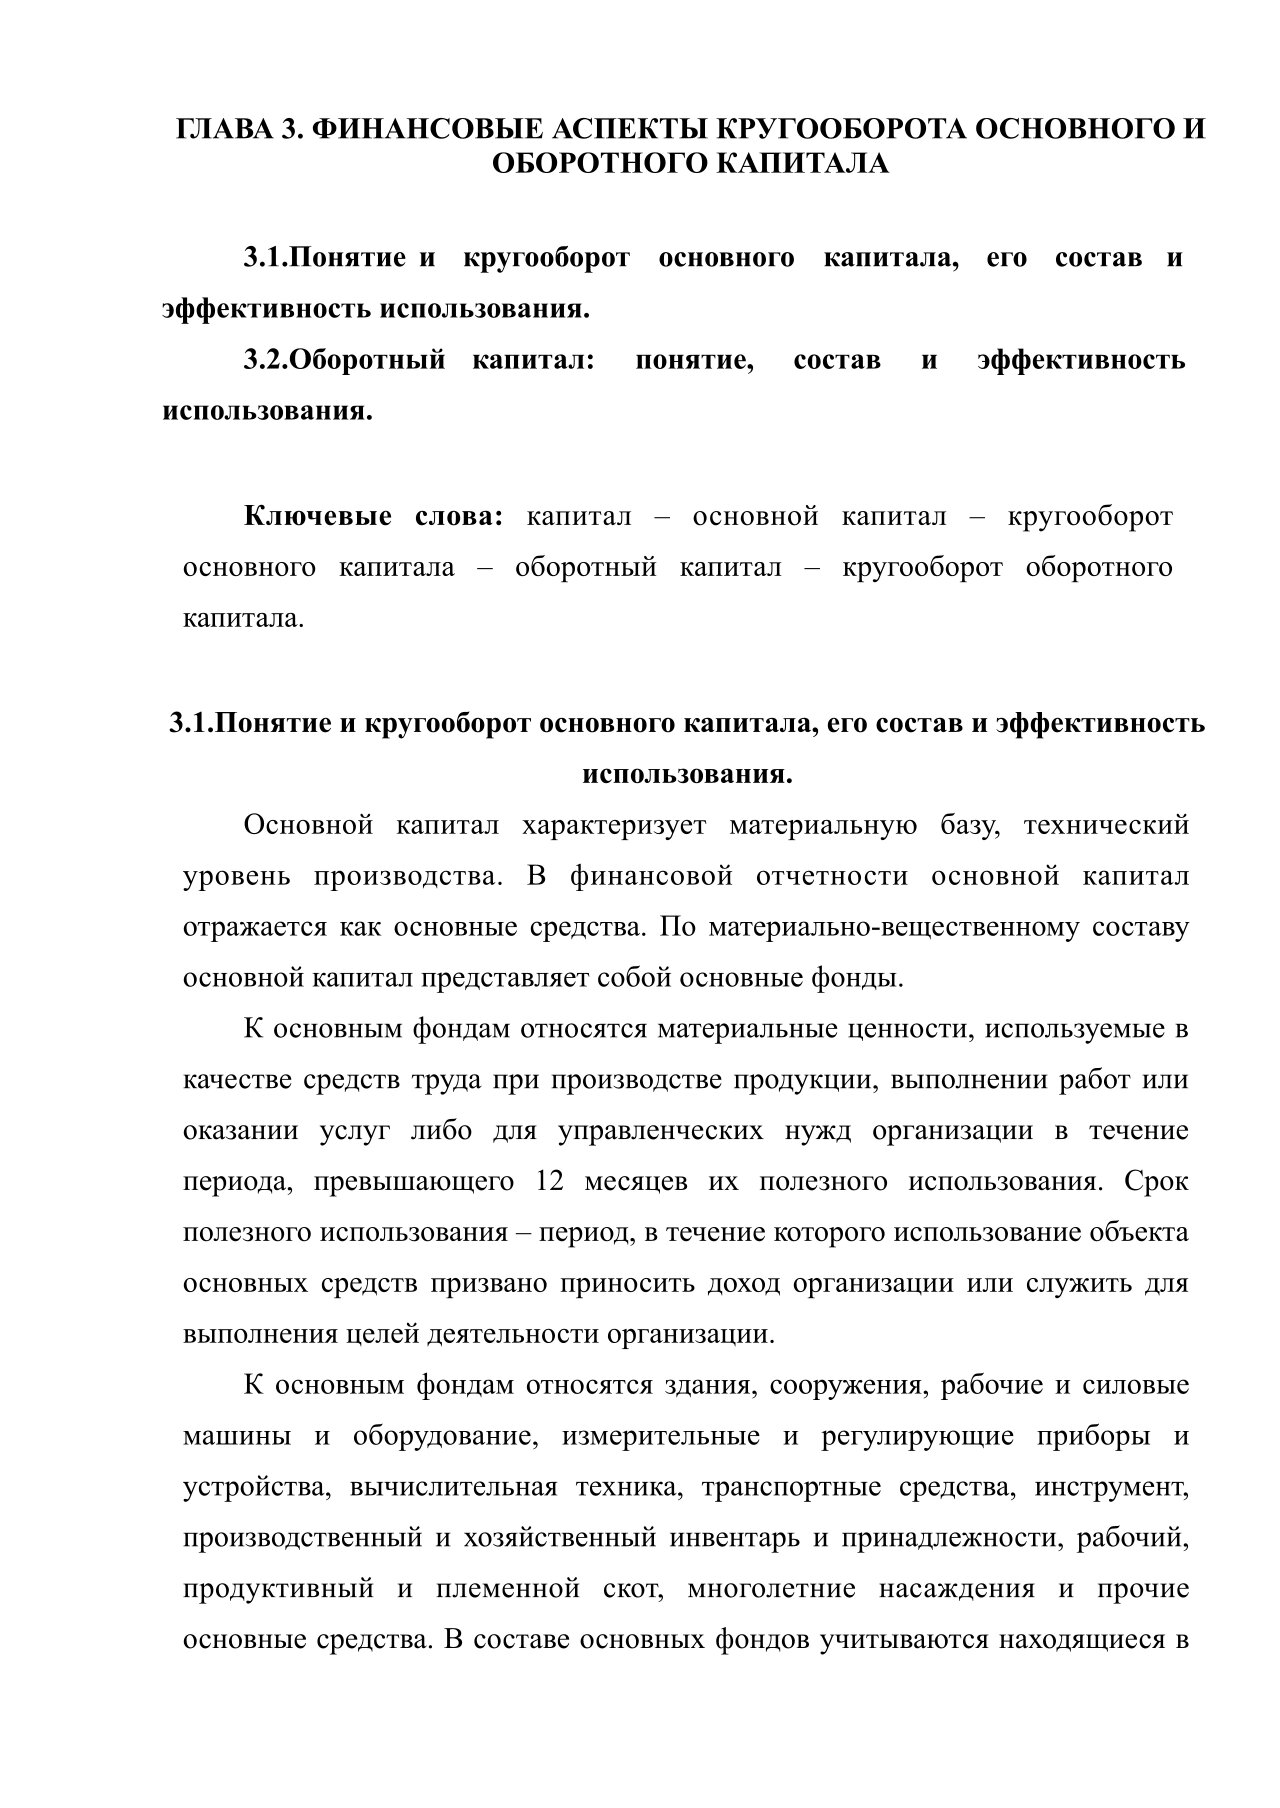 ГЛАВА 3. ФИНАНСОВЫЕ АСПЕКТЫ КРУГООБОРОТА ОСНОВНОГО И
ОБОРОТНОГО КАПИТАЛА
3.1.Понятие и кругооборот основного капитала, его состав и
эффективность использования.
3.2.Оборотный капитал: понятие, состав и эффективность
использования.
Ключевые слова: капитал – основной капитал – кругооборот
основного капитала – оборотный капитал – кругооборот оборотного
капитала.
3.1.Понятие и кругооборот основного капитала, его состав и эффективность
использования.
Основной капитал характеризует материальную базу, технический
уровень производства. В финансовой отчетности основной капитал
отражается как основные средства. По материально-вещественному составу
основной капитал представляет собой основные фонды.
К основным фондам относятся материальные ценности, используемые в
качестве средств труда при производстве продукции, выполнении работ или
оказании услуг либо для управленческих нужд организации в течение
периода, превышающего 12 месяцев их полезного использования. Срок
полезного использования – период, в течение которого использование объекта
основных средств призвано приносить доход организации или служить для
выполнения целей деятельности организации.
К основным фондам относятся здания, сооружения, рабочие и силовые
машины и оборудование, измерительные и регулирующие приборы и
устройства, вычислительная техника, транспортные средства, инструмент,
производственный и хозяйственный инвентарь и принадлежности, рабочий,
продуктивный и племенной скот, многолетние насаждения и прочие
основные средства. В составе основных фондов учитываются находящиеся в